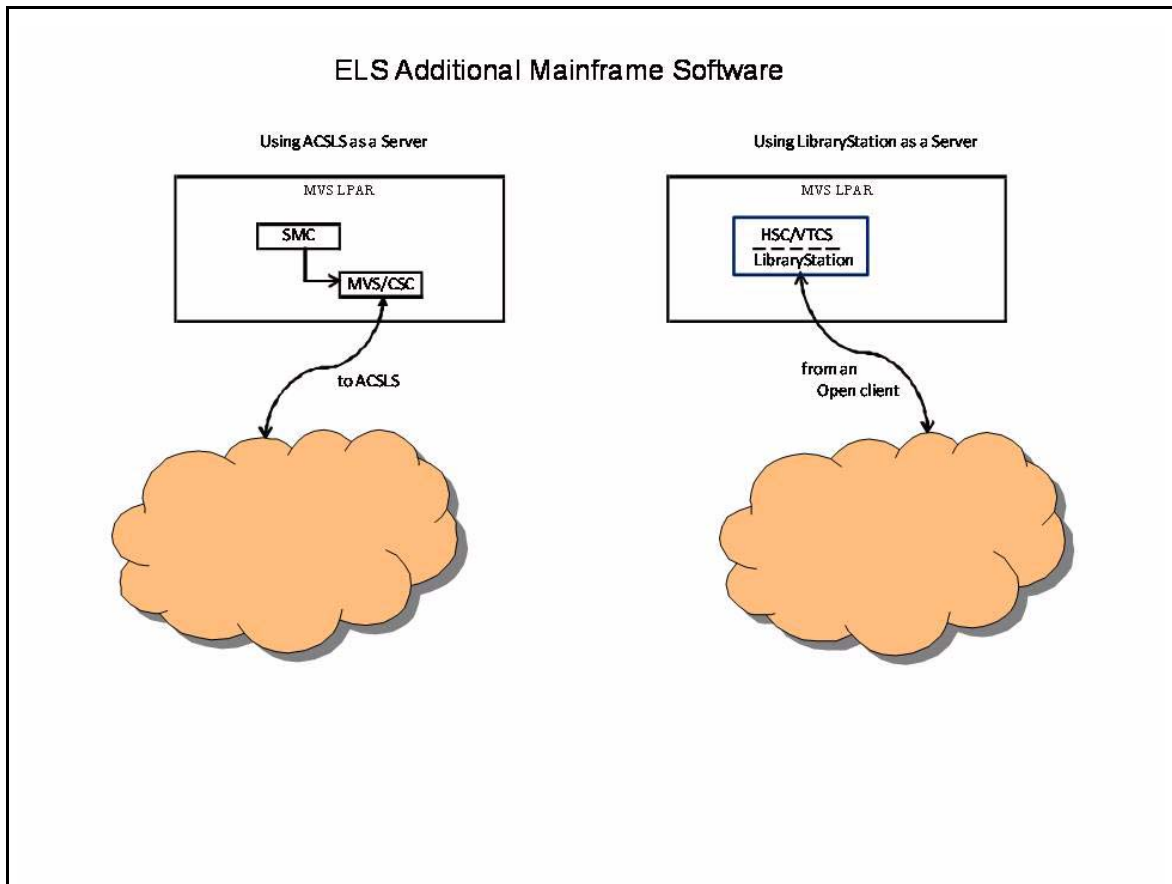 ELS Additional Mainframe Software
Using ACSLS as a Server
MVS LPAR
SMC
MVS/CSC
to ACSLS
Using LibraryStation as a Server
MVS LPAR
HSC/VTCS
LibraryStation
from an
Open client